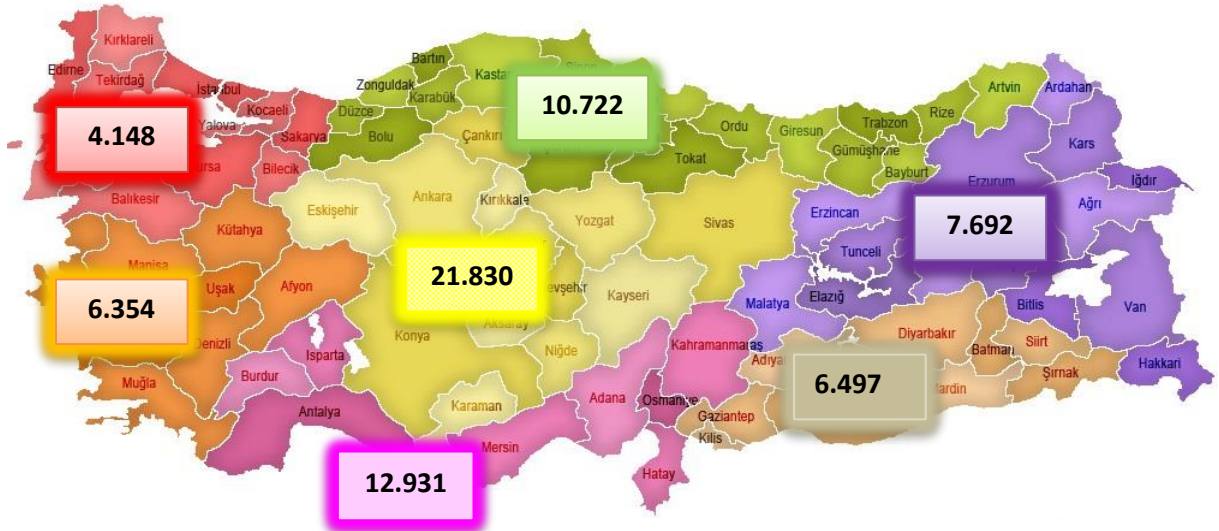 Kırklareli
Edirne
Tekirdağ
İstanbul
Kocaeli
Yalova
Sakarya
4.148
Bilecik
Balıkesir
Bartın
Zonguldak
Karabük
Düzce
Bolu
10.722
Çankırı
Tokat
Ordu
Giresun
Trabzon
Rize
Artvin
Gümüşhane
Bayburt
Ardahan
Kars
Iğdır
Erzurum
Ağrı
Erzincan
7.692
Tunceli
Elazığ
Malatya
Bitlis
Van
Hakkari
Eskişehir
Ankara
Kırıkkale
Yozgat
Sivas
21.830
Kayseri
Aksaray
Niğde
Konya
Karaman
Kütahya
Manisa
Uşak
Afyon
6.354
Denizli
Muğla
Isparta
Burdur
Antalya
12.931
Mersin
Adana
Osmaniye
Kahramanmaraş
Hatay
Diyarbakır
Batman
Siirt
Şırnak
6.497
Gaziantep
Kilis